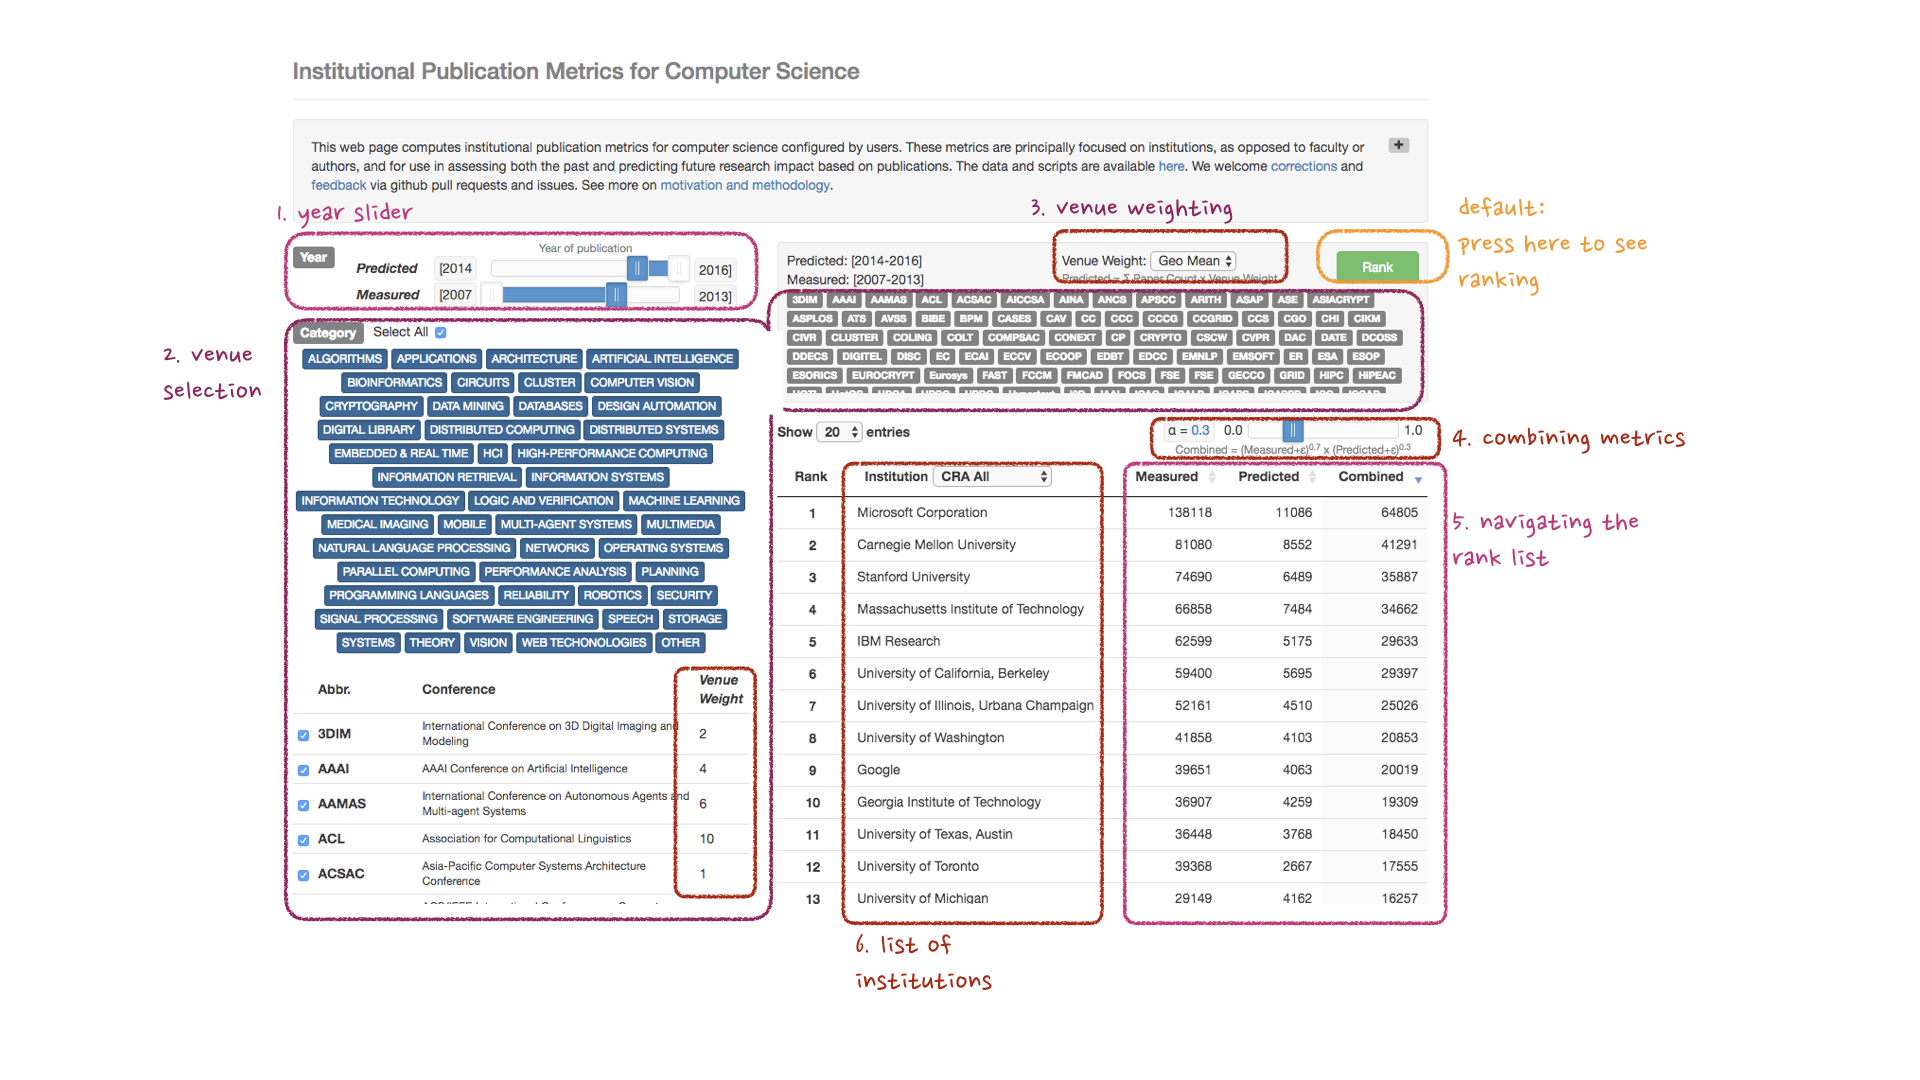 Institutional Publication Metrics for Computer Science
This web page computes institutional publication metrics for computer science configured by users. These metrics are principally focused on institutions, as opposed to faculty or
authors, and for use in assessing both the past and predicting future research impact based on publications. The data and scripts are available here. We welcome corrections and
feedback via github pull requests and issues. See more on motivation and methodology.
+
1. year slider
Year
Year of publication
Predicted [2014 2016]
Measured [2007 2013]
2. venue
selection
Category Select All
ALGORITHMS APPLICATIONS ARCHITECTURE ARTIFICIAL INTELLIGENCE
BIOINFORMATICS CIRCUITS CLUSTER COMPUTER VISION
CRYPTOGRAPHY DATA MINING DATABASES DESIGN AUTOMATION
DIGITAL LIBRARY DISTRIBUTED COMPUTING DISTRIBUTED SYSTEMS
EMBEDDED & REAL TIME HCI HIGH-PERFORMANCE COMPUTING
INFORMATION RETRIEVAL INFORMATION SYSTEMS
INFORMATION TECHNOLOGY LOGIC AND VERIFICATION MACHINE LEARNING
MEDICAL IMAGING MOBILE MULTI-AGENT SYSTEMS MULTIMEDIA
NATURAL LANGUAGE PROCESSING NETWORKS OPERATING SYSTEMS
PARALLEL COMPUTING PERFORMANCE ANALYSIS PLANNING
PROGRAMMING LANGUAGES RELIABILITY ROBOTICS SECURITY
SIGNAL PROCESSING SOFTWARE ENGINEERING SPEECH STORAGE
SYSTEMS THEORY VISION WEB TECHONOLOGIES OTHER
Abbr. Conference Venue
Weight
3DIM International Conference on 3D Digital Imaging and
Modeling 2
AAAI AAAI Conference on Artificial Intelligence 4
AAMAS International Conference on Autonomous Agents and
Multi-agent Systems 6
ACL Association for Computational Linguistics 10
ACSAC Asia-Pacific Computer Systems Architecture
Conference 1
3. venue weighting
Predicted: [2014-2016]
Measured: [2007-2013]
Venue Weight: Geo Mean
Predicted = Σ Paper Count x Venue Weight
Rank
default:
press here to see
ranking
3DIM AAAI AAMAS ACL ACSAC AICCSA AINA ANCS APSCC ARITH ASAP ASE ASIACRYPT
ASPLOS ATS AVSS BIBE BPM CASES CAV CC CCC CCCG CCGRID CCS CGO CHI CIKM
CIVR CLUSTER COLING COLT COMPSAC CONEXT CP CRYPTO CSCW CVPR DAC DATE DCOSS
DDECS DIGITEL DISC EC ECAI ECCV ECOOP EDBT EDCC EMNLP EMSOFT ER ESA ESOP
ESORICS EUROCRYPT Eurosys FAST FCCM FMCAD FOCS FSE FSE GECCO GRID HIPC HIPEAC
Show 20 entries
α = 0.3 0.0 1.0
Combined = (Measured+ε)0.7 x (Predicted+ε)0.3
4. combining metrics
Rank Institution CRA All Measured Predicted Combined
1 Microsoft Corporation 138118 11086 64805
2 Carnegie Mellon University 81080 8552 41291
3 Stanford University 74690 6489 35887
4 Massachusetts Institute of Technology 66858 7484 34662
5 IBM Research 62599 5175 29633
6 University of California, Berkeley 59400 5695 29397
7 University of Illinois, Urbana Champaign 52161 4510 25026
8 University of Washington 41858 4103 20853
9 Google 39651 4063 20019
10 Georgia Institute of Technology 36907 4259 19309
11 University of Texas, Austin 36448 3768 18450
12 University of Toronto 39368 2667 17555
13 University of Michigan 29149 4162 16257
5. navigating the
rank list
6. list of
institutions